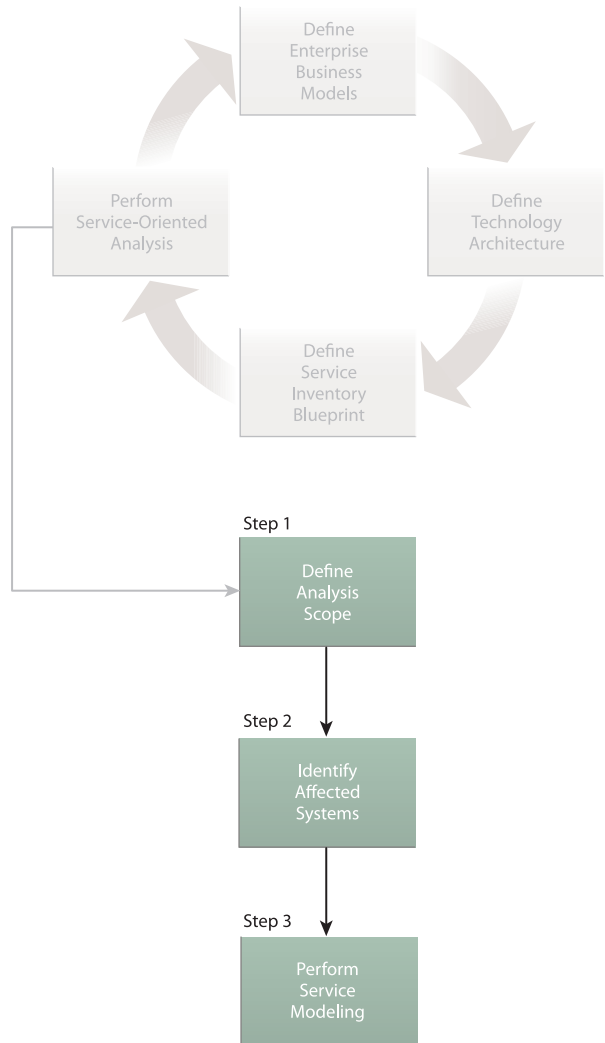 Define
Enterprise
Business
Models
Perform
Service-Oriented
Analysis
Define
Technology
Architecture
Define
Service
Inventory
Blueprint
Step 1
Define
Analysis
Scope
Step 2
Identify
Affected
Systems
Step 3
Perform
Service
Modeling